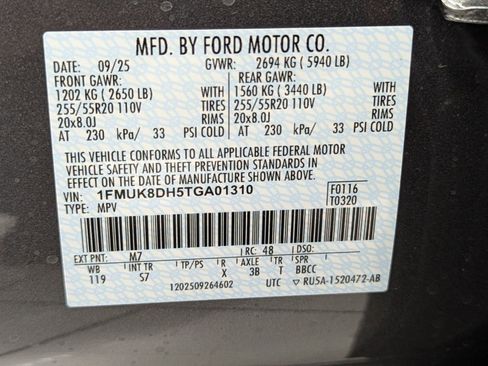 MFD. BY FORD MOTOR CO.
DATE: 09/25 GVWR: 2694 KG ( 5940 LB)
FRONT GAWR: REAR GAWR:
1202 KG ( 2650 LB) 1560 KG ( 3440 LB)
255/55R20 110V TIRES 255/55R20 110V
20x8.0J RIMS 20x8.0J
AT 230 kPa/ 33 PSI COLD AT 230 kPa/ 33 PSI COLD
THIS VEHICLE CONFORMS TO ALL APPLICABLE FEDERAL MOTOR
VEHICLE SAFETY AND THEFT PREVENTION STANDARDS IN
EFFECT ON THE DATE OF MANUFACTURE SHOWN ABOVE.
VIN: 1FMUK8DH5TGA01310 F0116
TYPE: MPV T0320
EXT PNT: M7 RC: 48 DSO:
WB INT TR TP/PS R AXLE TR SPR
119 S7 X 3B T BBCC
1202509264602 UTC RU5A-1520472-AB